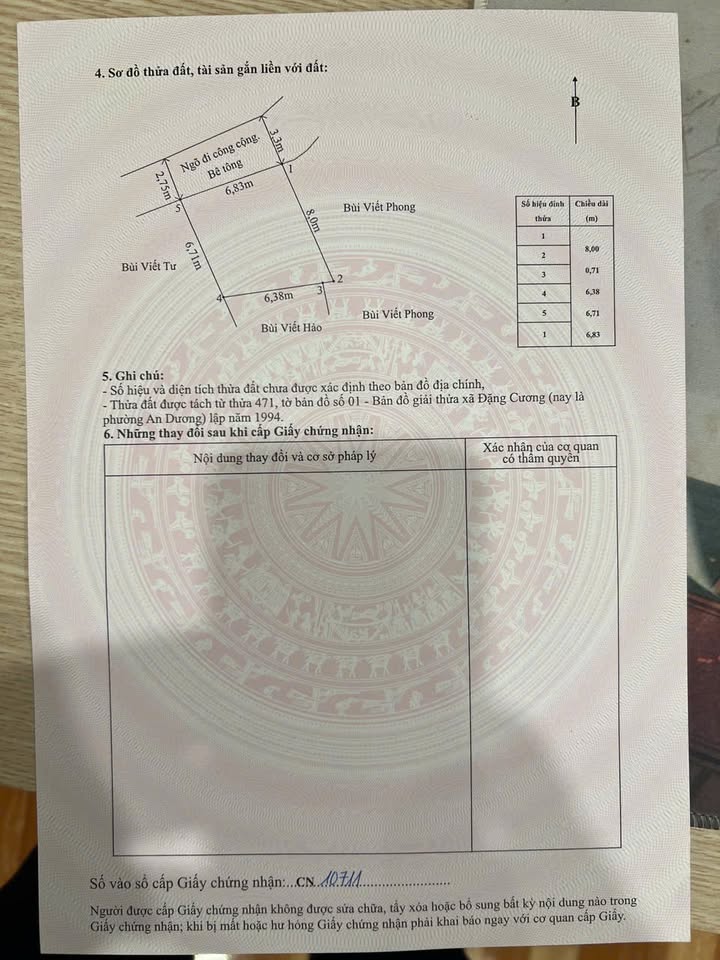 4. Sơ đồ thửa đất, tài sản gắn liền với đất:
B
Ngõ đi công cộng.
Bê tông
3.3m
2,75m
1
6,83m
5
8,0m
Bùi Viết Phong
6,71m
Bùi Viết Tư
2
3
4
6,38m
Bùi Viết Phong
Bùi Viết Hảo
Số hiệu đỉnh thửa
Chiều dài (m)
1
8,00
2
0,71
3
6,38
4
6,71
5
6,83
1
5. Ghi chú:
- Số hiệu và diện tích thửa đất chưa được xác định theo bản đồ địa chính,
- Thửa đất được tách từ thửa 471, tờ bản đồ số 01 - Bản đồ giải thửa xã Đặng Cương (nay là
phường An Dương) lập năm 1994.
6. Những thay đổi sau khi cấp Giấy chứng nhận:
Nội dung thay đổi và cơ sở pháp lý
Xác nhận của cơ quan
có thẩm quyền
Số vào sổ cấp Giấy chứng nhận:...CN..10711........................
Người được cấp Giấy chứng nhận không được sửa chữa, tẩy xóa hoặc bổ sung bất kỳ nội dung nào trong
Giấy chứng nhận; khi bị mất hoặc hư hỏng Giấy chứng nhận phải khai báo ngay với cơ quan cấp Giấy.